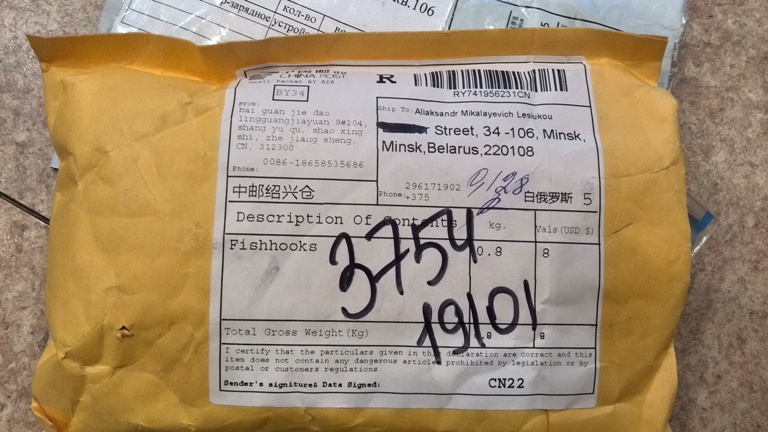 кол-во
кв.106
р-зарядное устройс
CHINA POST
Small Packet BY AIR
BY34
R
RY741956231CN
From:
bai guan jie dao
lingguangjiayuan 9#204,
shang yu qu, shao xing
shi, zhe jiang sheng,
CN, 312300
0086-18658535686
Phone:
Ship To: Aliaksandr Mikalayevich Lesiukou
Street, 34 -106, Minsk,
Minsk,Belarus,220108
296171902
Phone: +375
白俄罗斯 5
中邮绍兴仓
Description Of Contents
kg.
Vals(USD $)
Fishhooks
0.8
8
3754
19101
Total Gross Weight(Kg)
8
I certify that the particulars given in this declaration are correct and this
item does not contain any dangerous articles prohibited by legislation or by
postal or customers regulations
Sender's signiture& Data Signed:
CN22